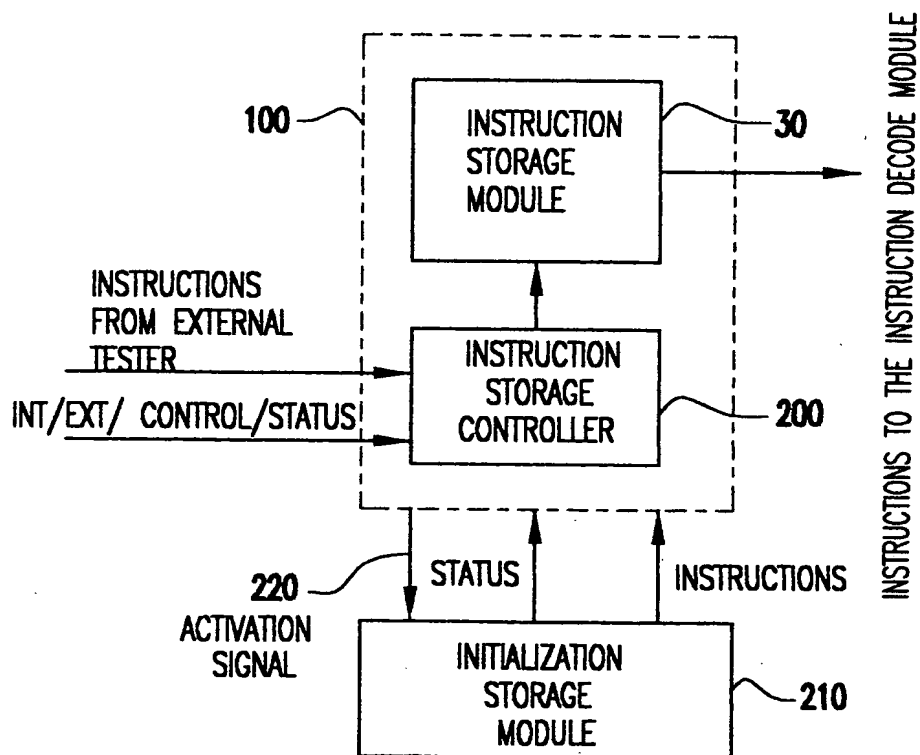 100
INSTRUCTION
STORAGE
MODULE
30
INSTRUCTIONS TO THE INSTRUCTION DECODE MODULE
INSTRUCTIONS
FROM EXTERNAL
TESTER
INT/EXT/ CONTROL/STATUS
INSTRUCTION
STORAGE
CONTROLLER
200
220
ACTIVATION
SIGNAL
STATUS
INSTRUCTIONS
INITIALIZATION
STORAGE
MODULE
210